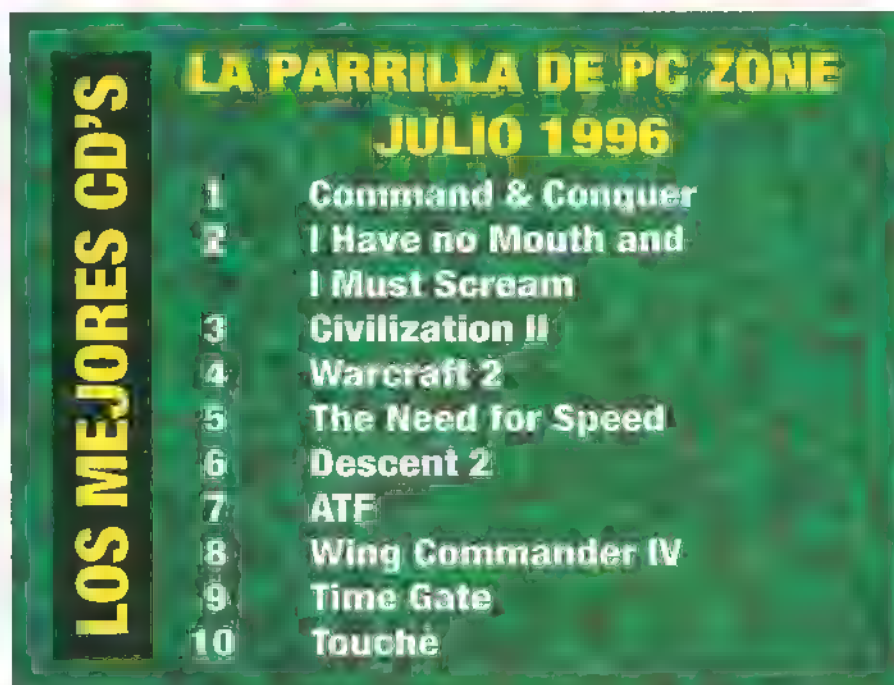 LOS MEJORES CD'S
LA PARRILLA DE PC ZONE
JULIO 1996
1 Command & Conquer
2 I Have no Mouth and
I Must Scream
3 Civilization II
4 Warcraft 2
5 The Need for Speed
6 Descent 2
7 ATF
8 Wing Commander IV
9 Time Gate
10 Touche